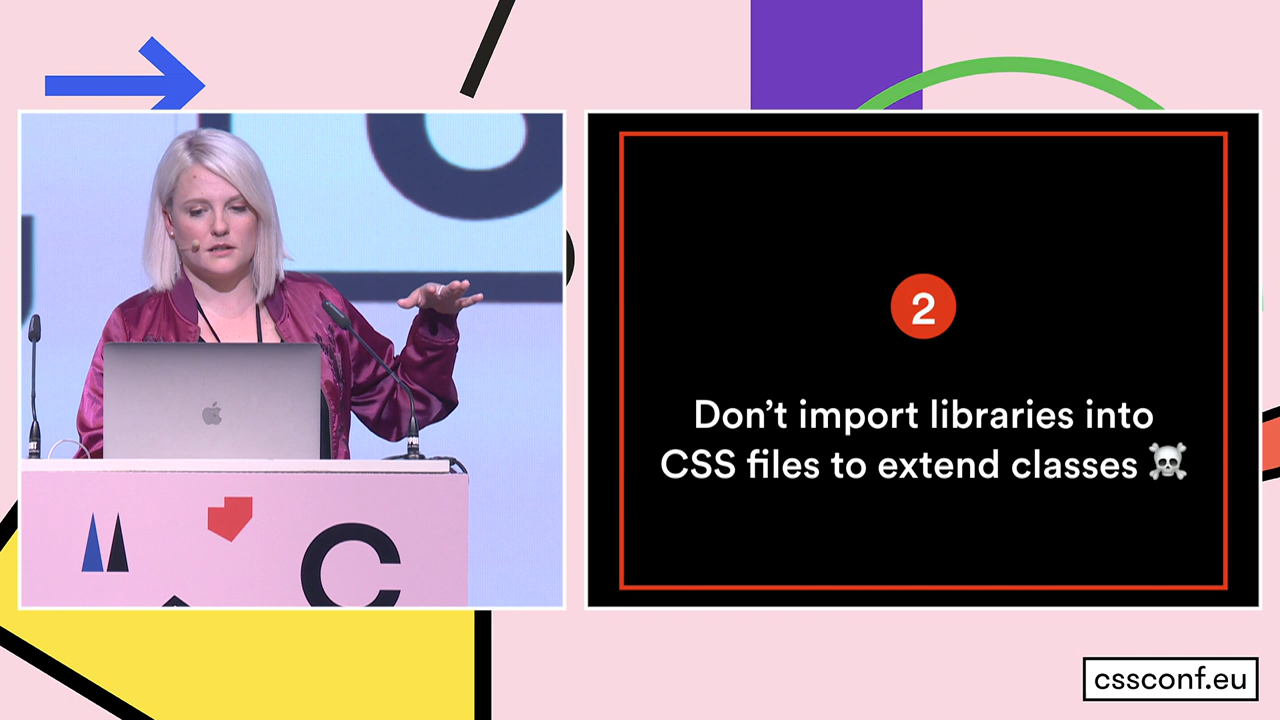 2
Don’t import libraries into
CSS files to extend classes ☠️
C
cssconf.eu